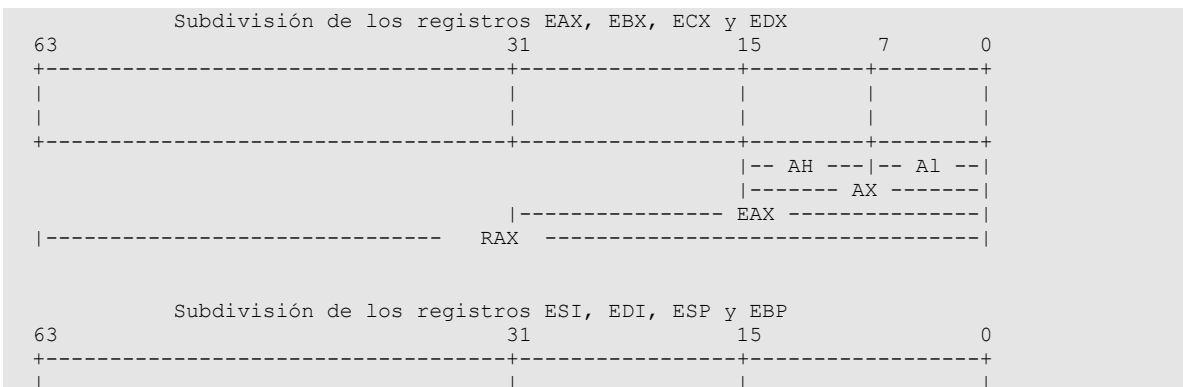 Subdivisión de los registros EAX, EBX, ECX y EDX
63 31 15 7 0
+------------------------------------+-----------------+---------+--------+
| | | | |
| | | | |
+------------------------------------+-----------------+---------+--------+
|-- AH ---|-- Al --|
|------- AX -------|
|---------------- EAX ---------------|
|------------------------------- RAX ----------------------------------|
Subdivisión de los registros ESI, EDI, ESP y EBP
63 31 15 0
+------------------------------------+-----------------+------------------+
| | | |